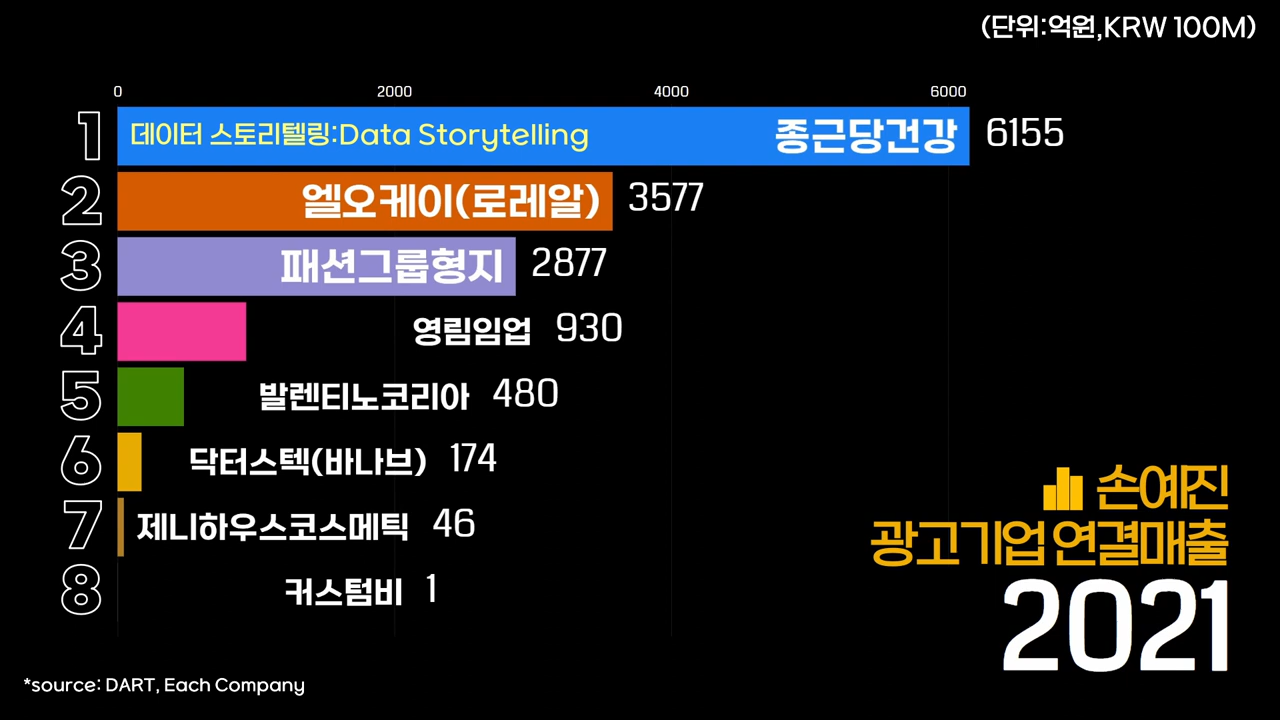 (단위:억원,KRW 100M)
0 2000 4000 6000
1 데이터 스토리텔링:Data Storytelling 종근당건강 6155
2 엘오케이(로레알) 3577
3 패션그룹형지 2877
4 영림임업 930
5 발렌티노코리아 480
6 닥터스텍(바나브) 174
7 제니하우스코스메틱 46
8 커스텀비 1
손예진
광고기업 연결매출
2021
*source: DART, Each Company